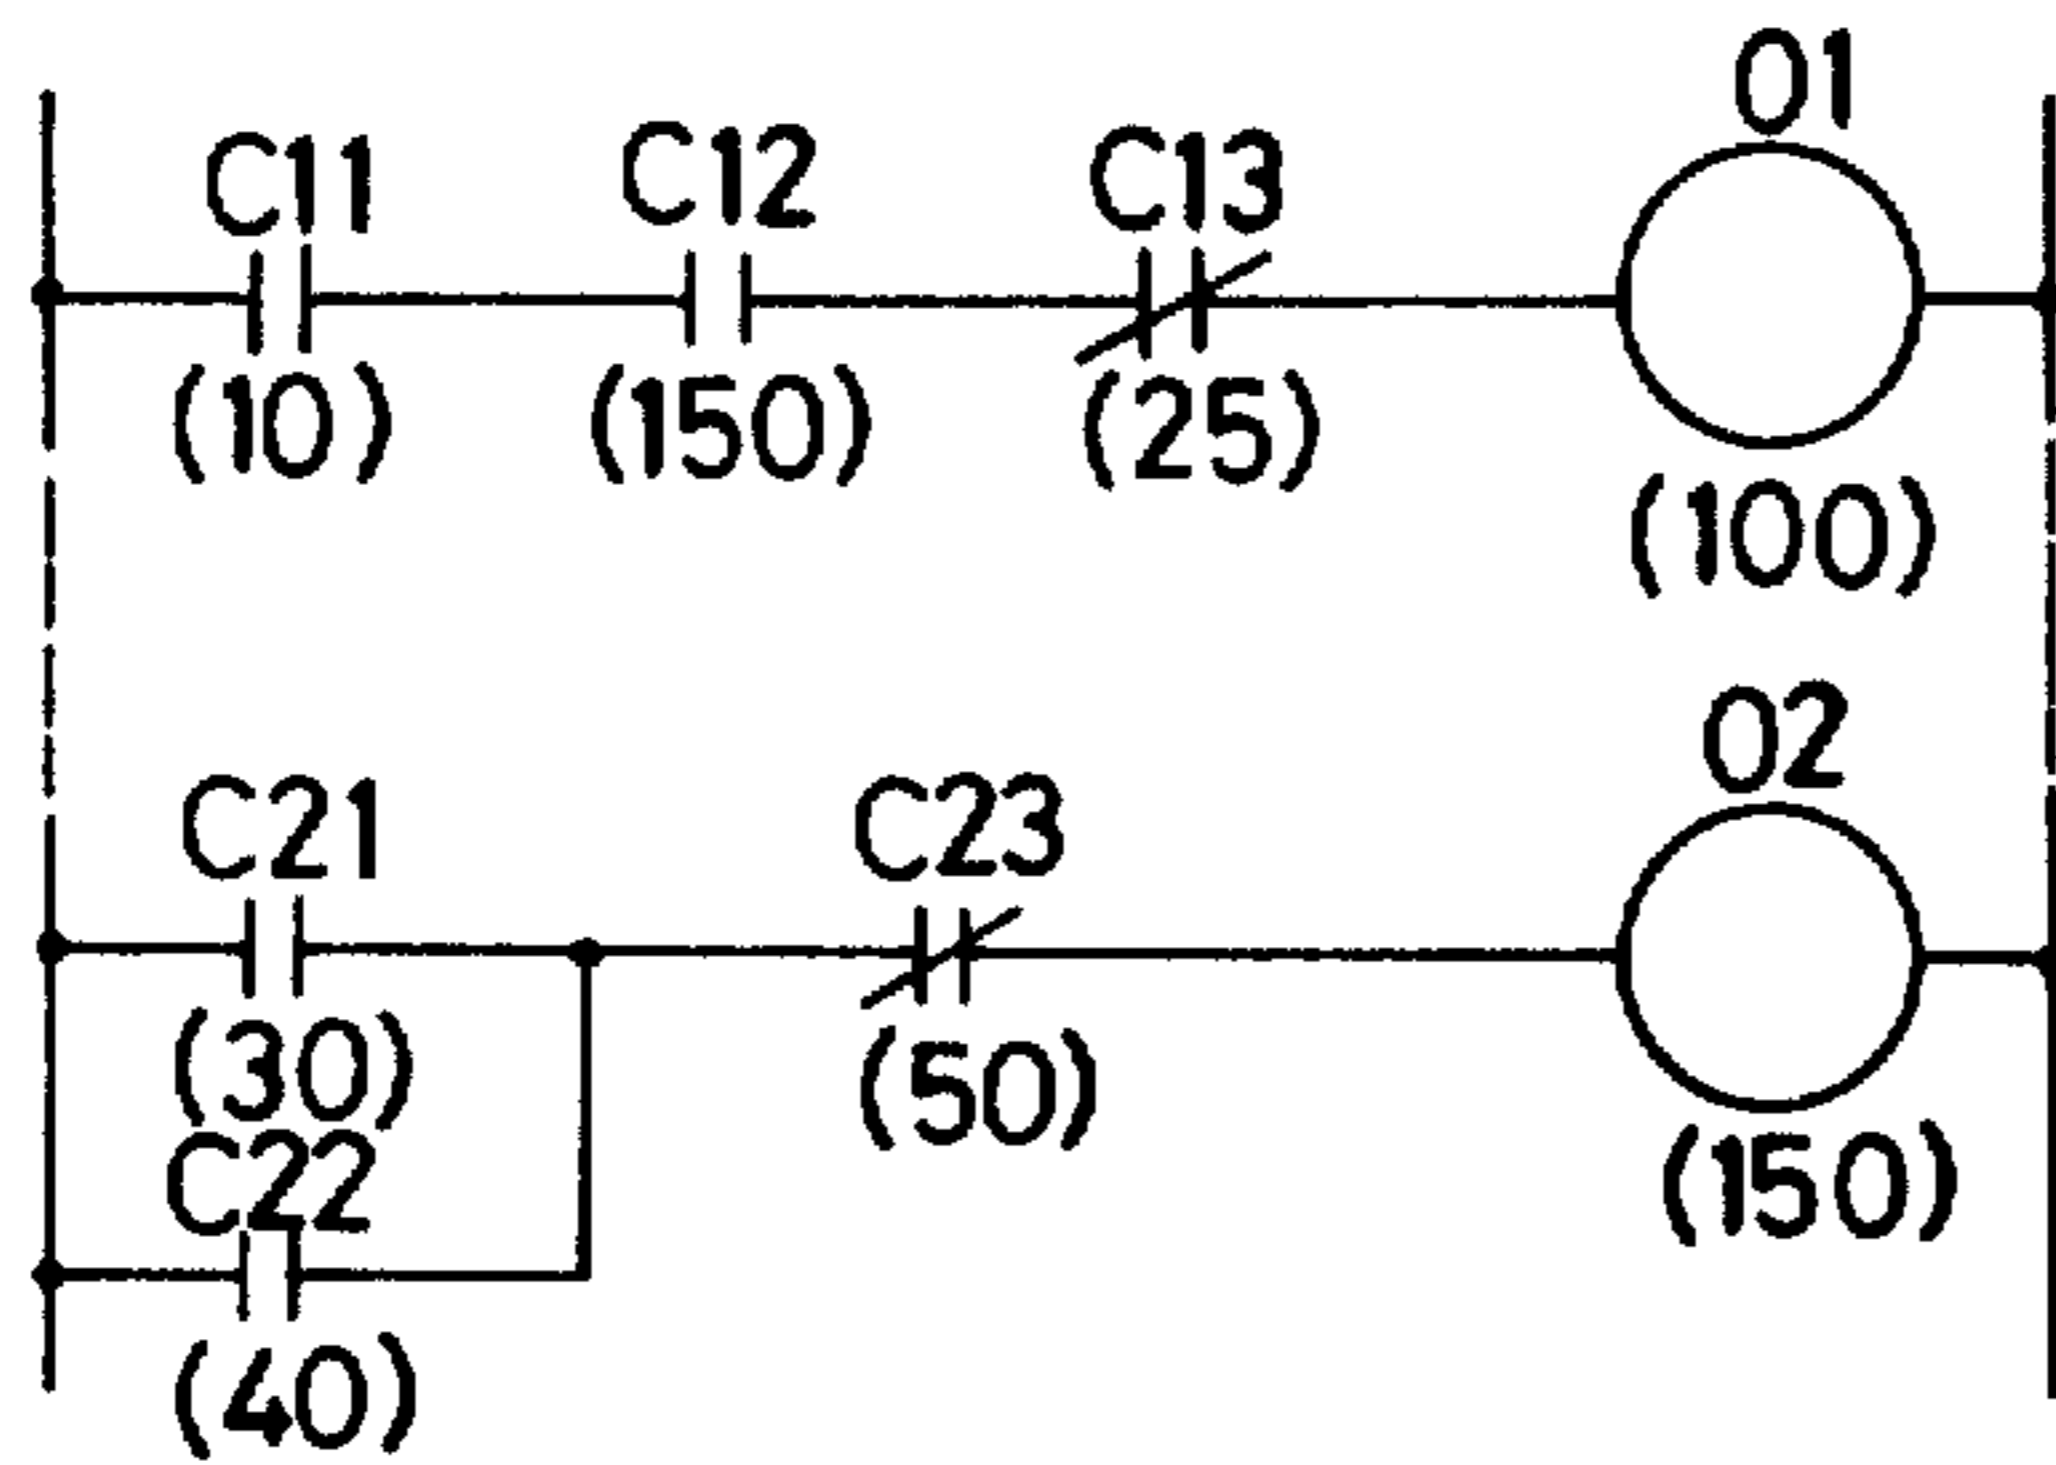 O1
C11 C12 C13
(10) (150) (25)
(100)
O2
C21 C23
(30) (50)
C22 (150)
(40)